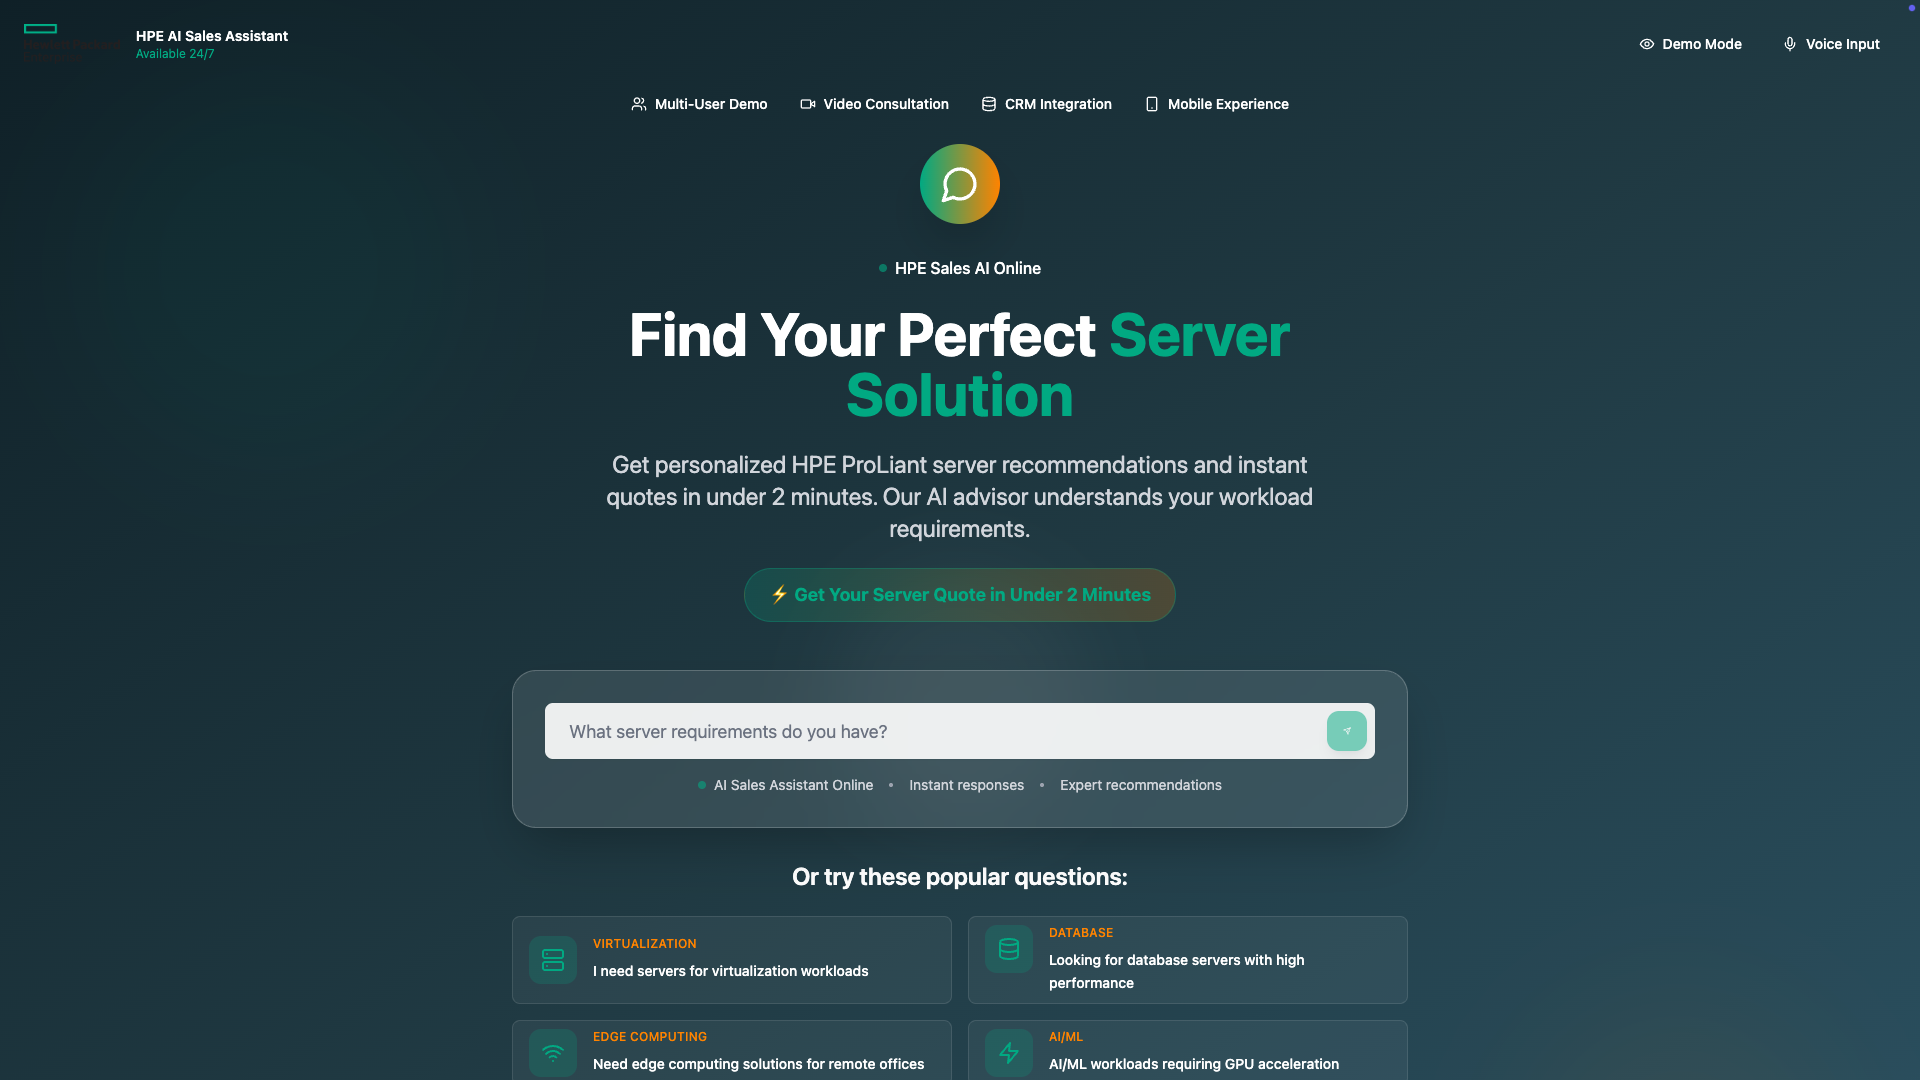 HPE AI Sales Assistant
Available 24/7
Demo Mode
Voice Input
Multi-User Demo
Video Consultation
CRM Integration
Mobile Experience
HPE Sales AI Online
Find Your Perfect Server
Solution
Get personalized HPE ProLiant server recommendations and instant
quotes in under 2 minutes. Our AI advisor understands your workload
requirements.
⚡ Get Your Server Quote in Under 2 Minutes
What server requirements do you have?
AI Sales Assistant Online • Instant responses • Expert recommendations
Or try these popular questions:
VIRTUALIZATION
I need servers for virtualization workloads
DATABASE
Looking for database servers with high
performance
EDGE COMPUTING
Need edge computing solutions for remote offices
AI/ML
AI/ML workloads requiring GPU acceleration